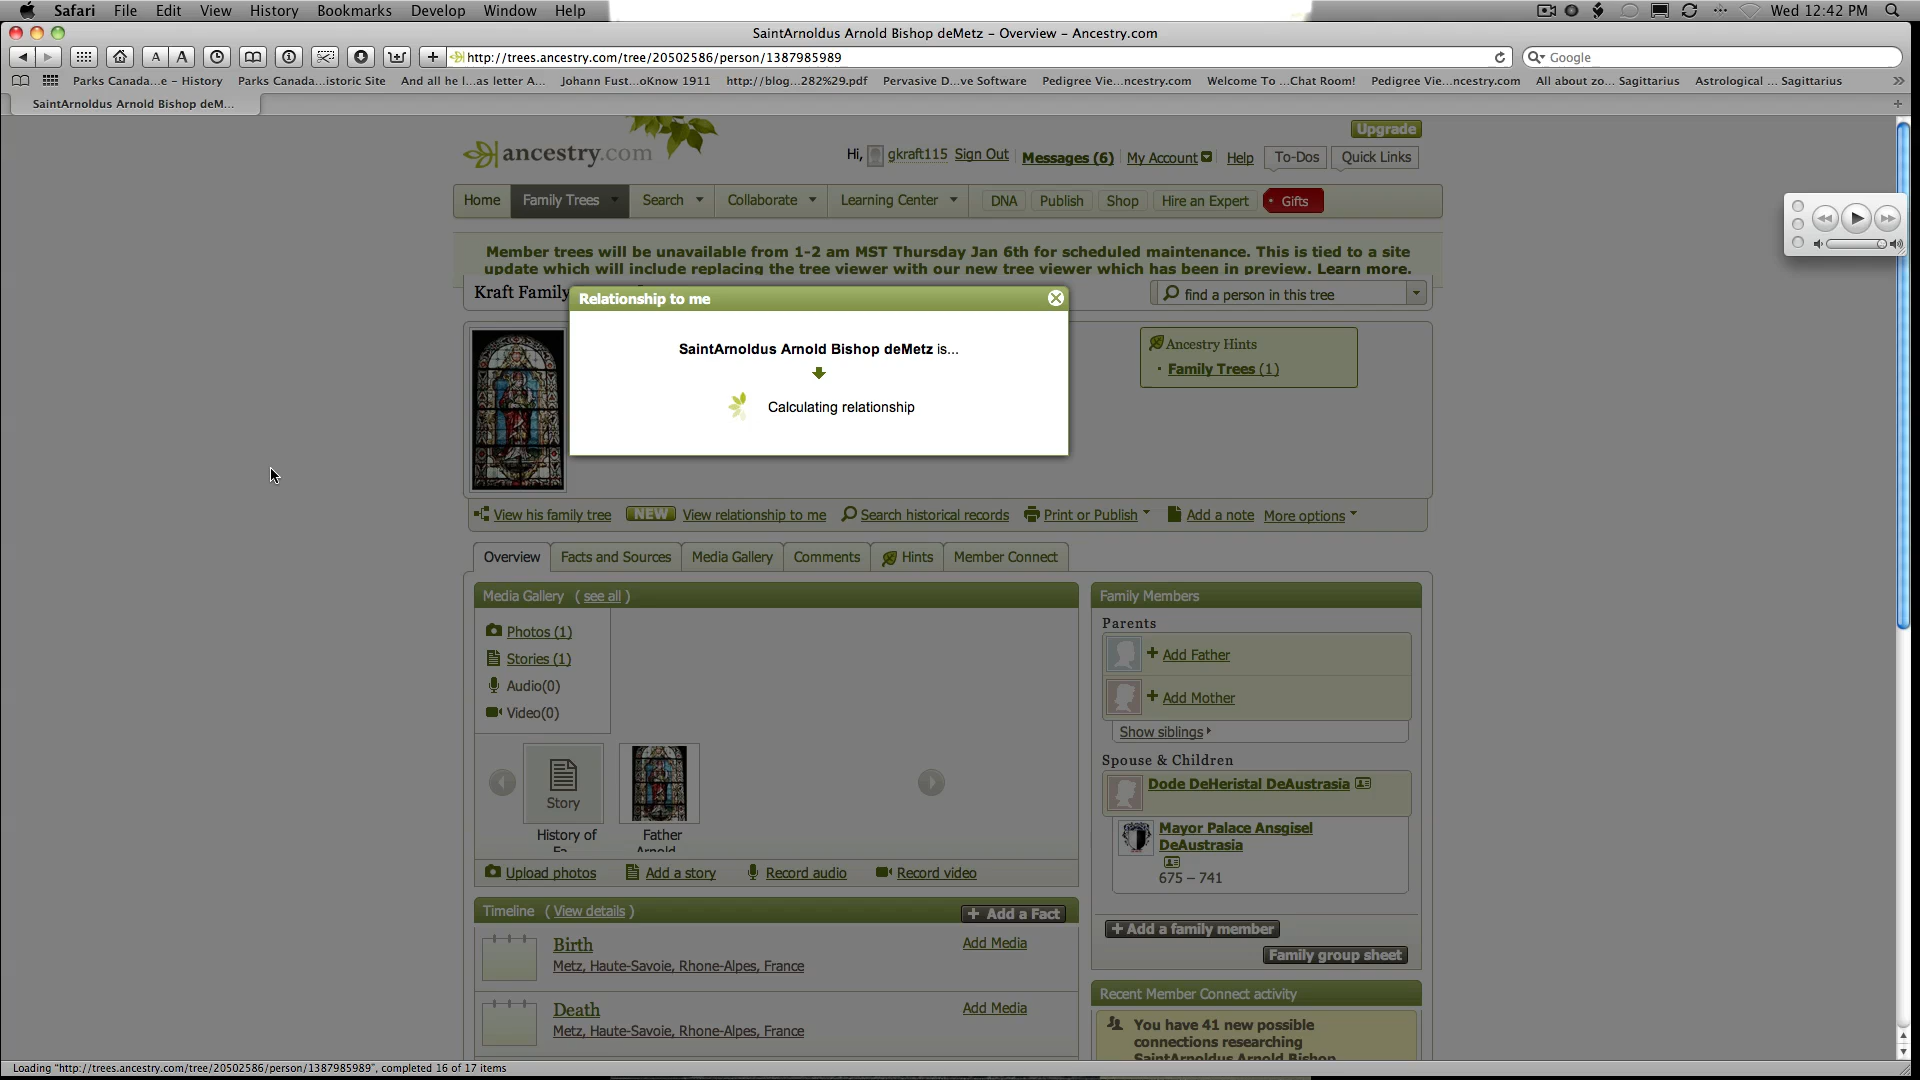 Safari File Edit View History Bookmarks Develop Window Help Wed 12:42 PM
SaintArnoldus Arnold Bishop deMetz – Overview – Ancestry.com
A A http://trees.ancestry.com/tree/20502586/person/1387985989 Google
Parks Canada...e – History Parks Canada...istoric Site And all he l...as letter A... Johann Fust...oKnow 1911 http://blog...282%29.pdf Pervasive D...ve Software Pedigree Vie...ncestry.com Welcome To ...Chat Room! Pedigree Vie...ncestry.com All about zo... Sagittarius Astrological ... Sagittarius
SaintArnoldus Arnold Bishop deM...
Upgrade
ancestry.com Hi, gkraft115 Sign Out Messages (6) My Account Help To-Dos Quick Links
Home Family Trees Search Collaborate Learning Center DNA Publish Shop Hire an Expert Gifts
Member trees will be unavailable from 1-2 am MST Thursday Jan 6th for scheduled maintenance. This is tied to a site
update which will include replacing the tree viewer with our new tree viewer which has been in preview. Learn more.
Kraft Family find a person in this tree
Relationship to me
SaintArnoldus Arnold Bishop deMetz is...
Calculating relationship
Ancestry Hints
Family Trees (1)
View his family tree NEW View relationship to me Search historical records Print or Publish Add a note More options
Overview Facts and Sources Media Gallery Comments Hints Member Connect
Media Gallery ( see all )
Photos (1)
Stories (1)
Audio(0)
Video(0)
Story
History of
Father
Upload photos Add a story Record audio Record video
Timeline ( View details ) + Add a Fact
Birth Add Media
Metz, Haute-Savoie, Rhone-Alpes, France
Death Add Media
Metz, Haute-Savoie, Rhone-Alpes, France
Family Members
Parents
+ Add Father
+ Add Mother
Show siblings
Spouse & Children
Dode DeHeristal DeAustrasia
Mayor Palace Ansgisel
DeAustrasia
675 – 741
+ Add a family member
Family group sheet
Recent Member Connect activity
You have 41 new possible
connections researching
SaintArnoldus Arnold Bishop
Loading "http://trees.ancestry.com/tree/20502586/person/1387985989", completed 16 of 17 items